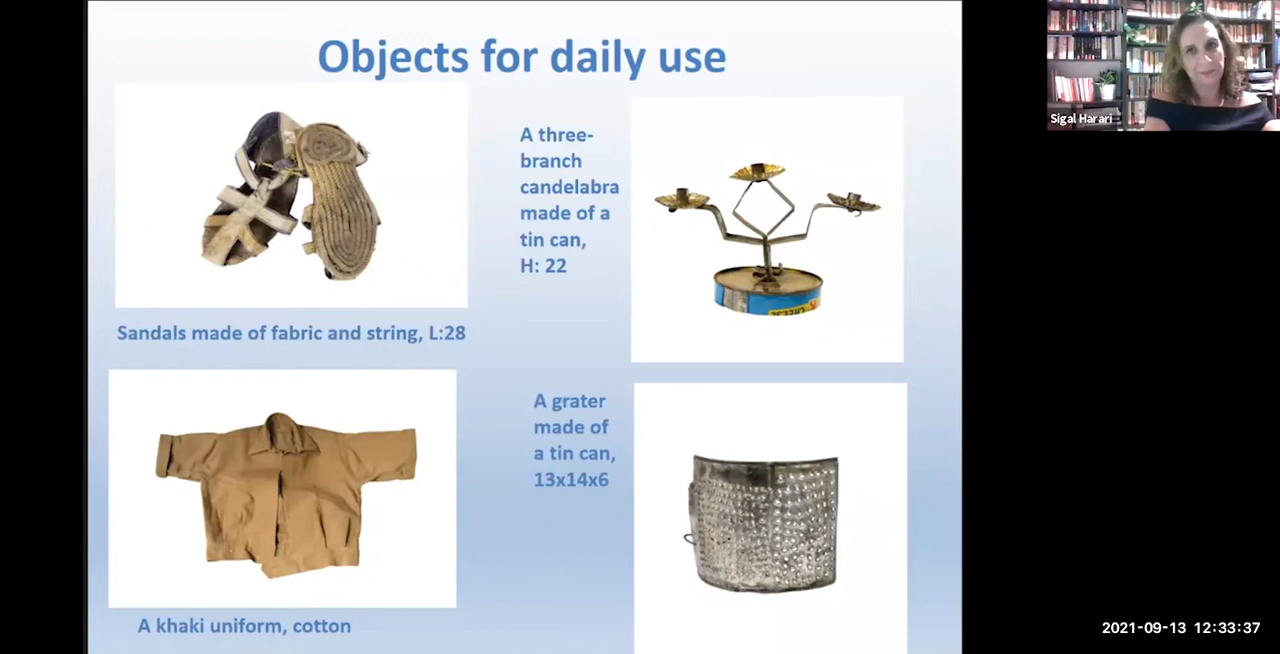 Objects for daily use
A three-
branch
candelabra
made of a
tin can,
H: 22
Sandals made of fabric and string, L:28
A grater
made of
a tin can,
13x14x6
A khaki uniform, cotton
CHEESE
Sigal Harari
2021-09-13 12:33:37